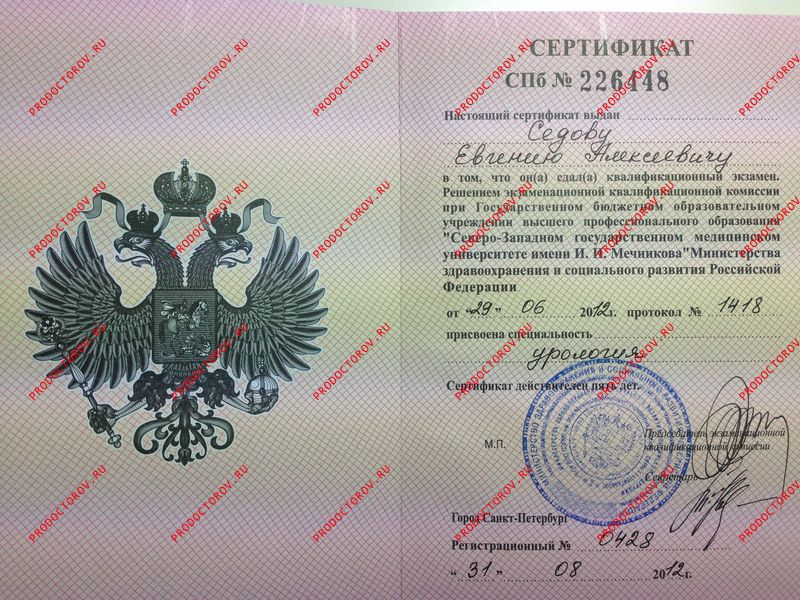 СЕРТИФИКАТ
СПб № 226448
Настоящий сертификат выдан
Седову
Евгению Алексеевичу
в том, что он(а) сдал(а) квалификационный экзамен.
Решением экзаменационной квалификационной комиссии
при Государственном бюджетном образовательном
учреждении высшего профессионального образования
"Северо-Западном государственном медицинском
университете имени И. И. Мечникова"Министерства
здравоохранения и социального развития Российской
Федерации
от “29” 06 2012г. протокол № 1418
присвоена специальность
урология
Сертификат действителен пять лет.
М.П.
Председатель экзаменационной
квалификационной комиссии
Секретарь
Город Санкт-Петербург
Регистрационный № 0428
“31” 08 2012г.
PRODOCTOROV.RU